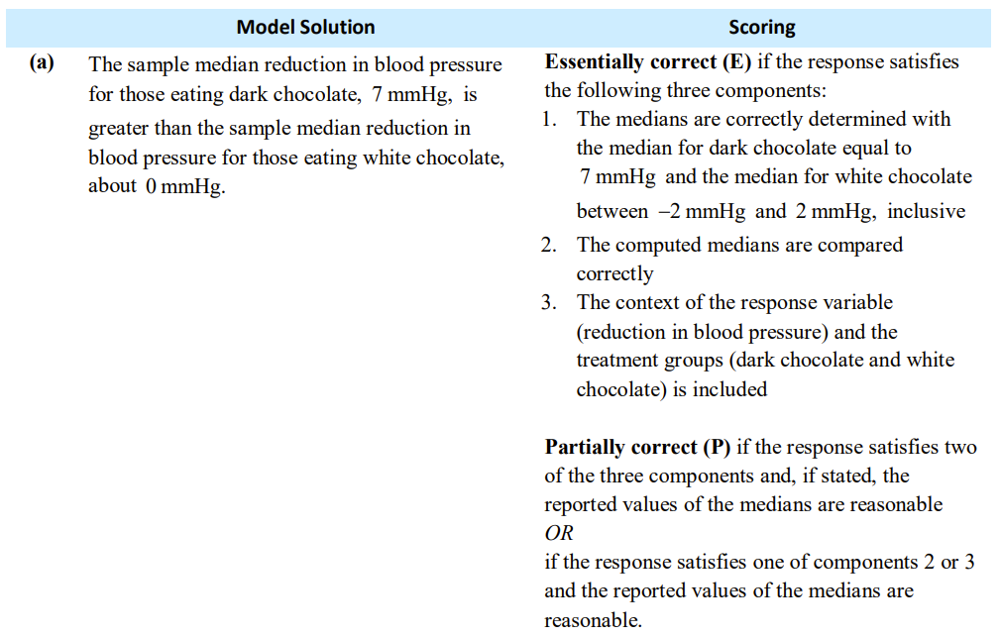 Model Solution
Scoring
(a) The sample median reduction in blood pressure
for those eating dark chocolate, 7 mmHg, is
greater than the sample median reduction in
blood pressure for those eating white chocolate,
about 0 mmHg.
Essentially correct (E) if the response satisfies
the following three components:
1. The medians are correctly determined with
the median for dark chocolate equal to
7 mmHg and the median for white chocolate
between −2 mmHg and 2 mmHg, inclusive
2. The computed medians are compared
correctly
3. The context of the response variable
(reduction in blood pressure) and the
treatment groups (dark chocolate and white
chocolate) is included
Partially correct (P) if the response satisfies two
of the three components and, if stated, the
reported values of the medians are reasonable
OR
if the response satisfies one of components 2 or 3
and the reported values of the medians are
reasonable.